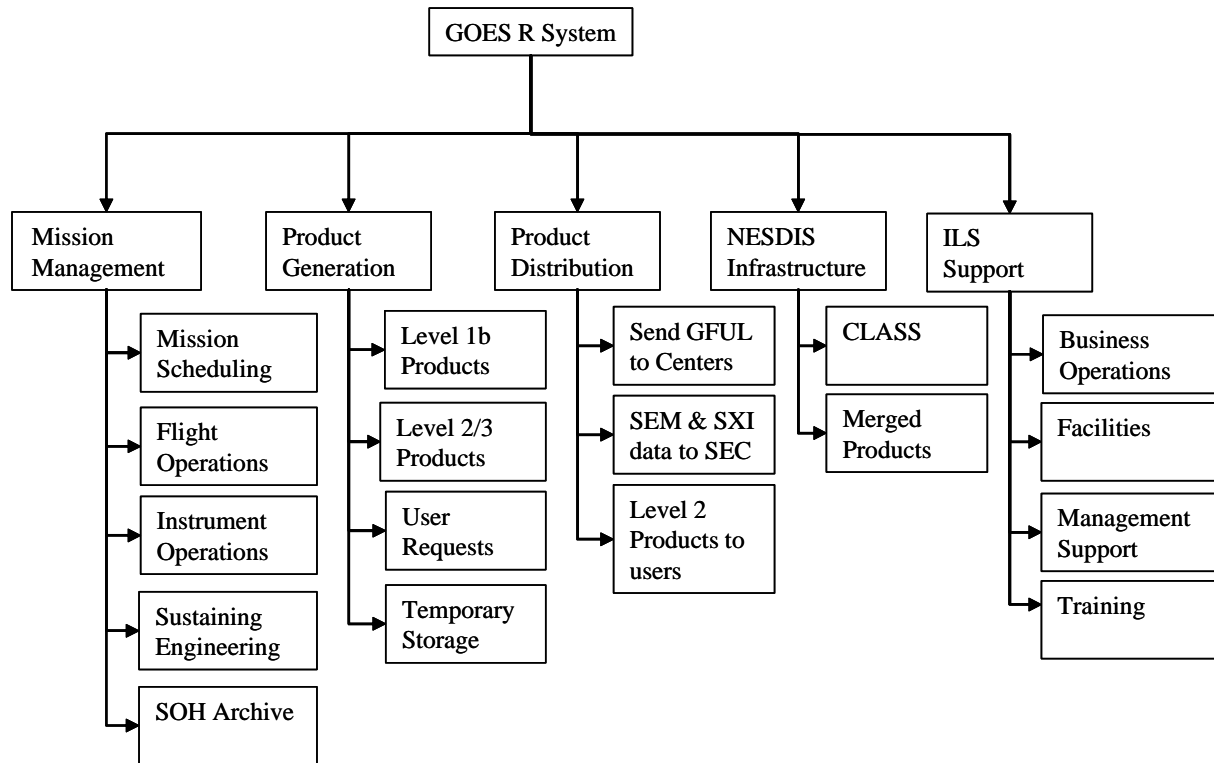 GOES R System
Mission
Management
Product
Generation
Product
Distribution
NESDIS
Infrastructure
ILS
Support
Mission
Scheduling
Flight
Operations
Instrument
Operations
Sustaining
Engineering
SOH Archive
Level 1b
Products
Level 2/3
Products
User
Requests
Temporary
Storage
Send GFUL
to Centers
SEM & SXI
data to SEC
Level 2
Products to
users
CLASS
Merged
Products
Business
Operations
Facilities
Management
Support
Training